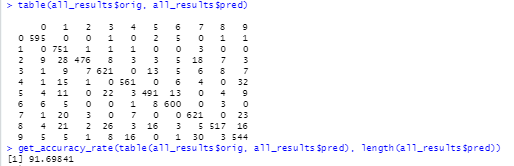 > table(all_results$orig, all_results$pred)
0 1 2 3 4 5 6 7 8 9
0 595 0 0 1 0 2 5 0 1 1
1 0 751 1 1 1 0 0 3 0 0
2 9 28 476 8 3 3 5 18 7 3
3 1 9 7 621 0 13 5 6 8 7
4 1 15 1 0 561 0 6 4 0 32
5 4 11 0 22 3 491 13 0 4 9
6 6 5 0 0 1 8 600 0 3 0
7 1 20 3 0 7 0 0 621 0 23
8 4 21 2 26 3 16 3 5 517 16
9 5 5 1 8 16 0 1 30 3 544
> get_accuracy_rate(table(all_results$orig, all_results$pred), length(all_results$pred))
[1] 91.69841